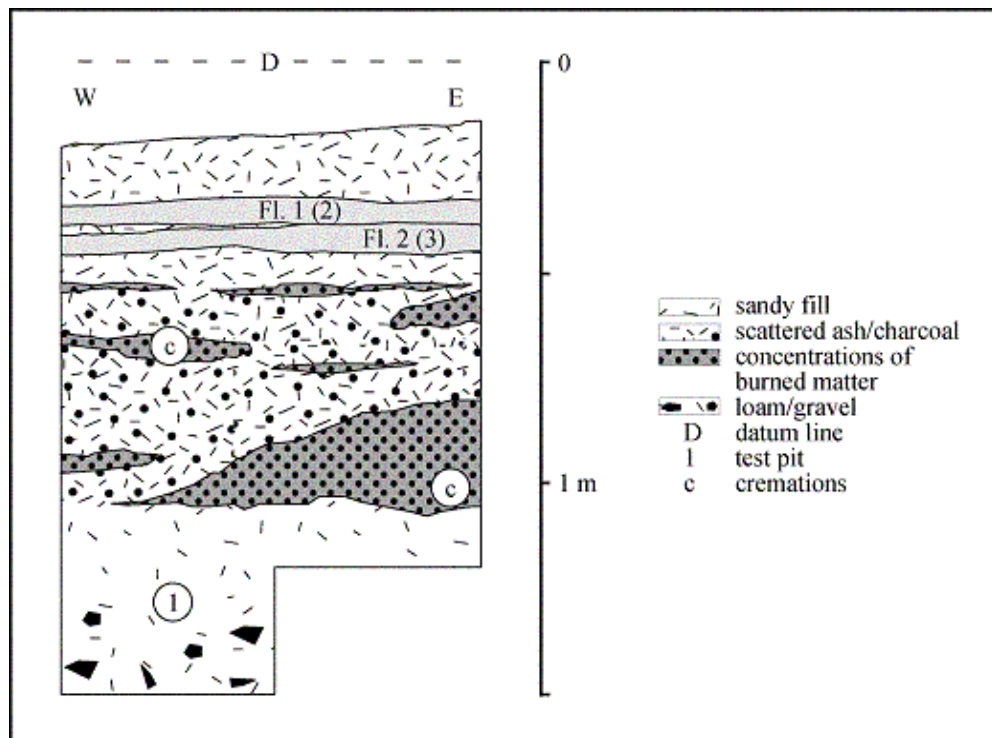 D
0
W
E
Fl. 1 (2)
Fl. 2 (3)
c
c
1 m
1
sandy fill
scattered ash/charcoal
concentrations of
burned matter
loam/gravel
D datum line
1 test pit
c cremations